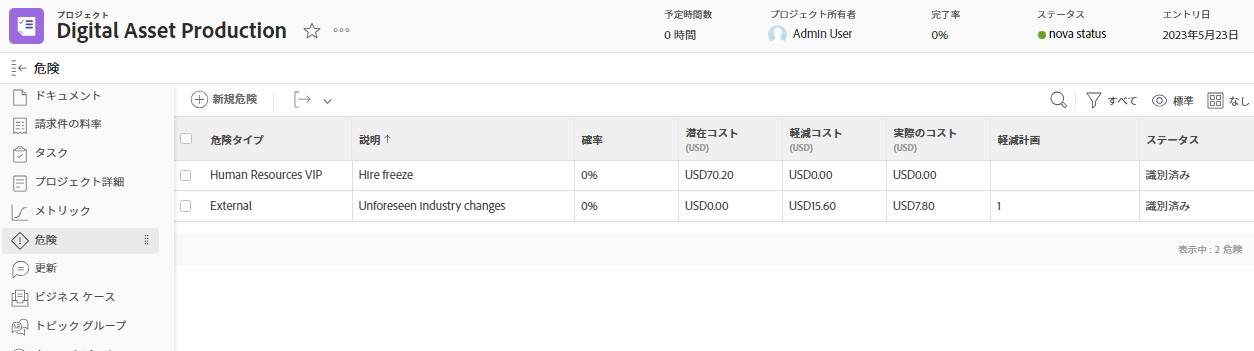 プロジェクト
Digital Asset Production
予定時間数
0 時間
プロジェクト所有者
Admin User
完了率
0%
ステータス
nova status
エントリ日
2023年5月23日
危険
ドキュメント
請求件の料率
タスク
プロジェクト詳細
メトリック
危険
更新
ビジネス ケース
トピック グループ
新規危険
すべて
標準
なし
危険タイプ 説明 確率 潜在コスト (USD) 軽減コスト (USD) 実際のコスト (USD) 軽減計画 ステータス
Human Resources VIP Hire freeze 0% USD70.20 USD0.00 USD0.00 識別済み
External Unforeseen industry changes 0% USD0.00 USD15.60 USD7.80 1 識別済み
表示中 : 2 危険